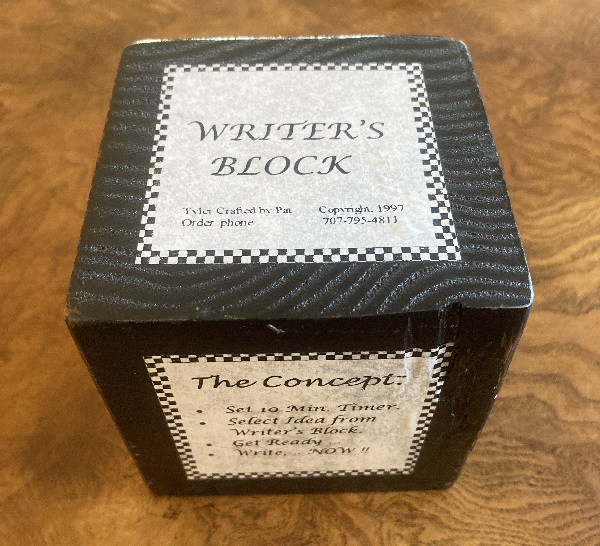 WRITER'S
BLOCK
Tyler Crafted by Pat Copyright, 1997
Order phone 707-795-4811
The Concept:
• Set 10 Min. Timer.
• Select Idea from
Writer's Block.
• Get Ready ...
• Write, .. NOW !!